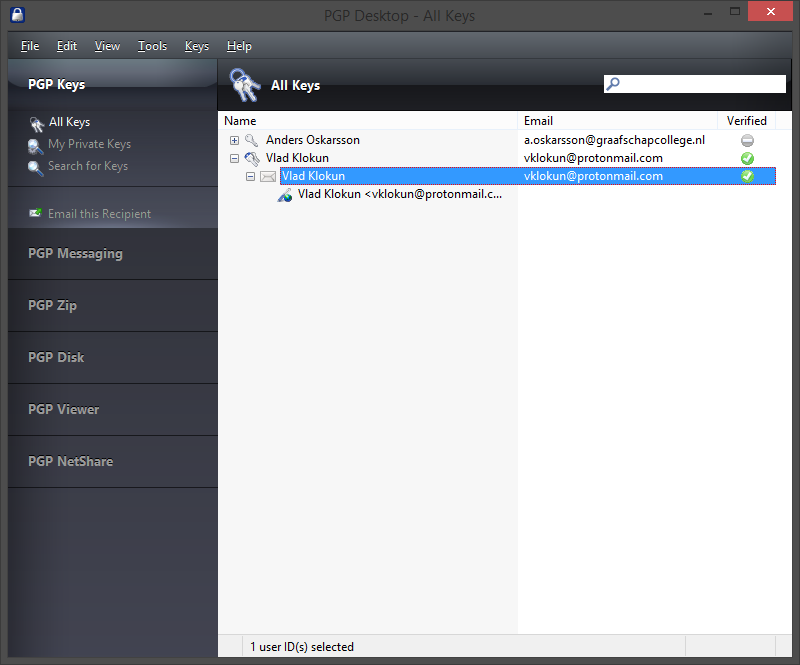 PGP Desktop - All Keys
File Edit View Tools Keys Help
PGP Keys
All Keys
My Private Keys
Search for Keys
Email this Recipient
PGP Messaging
PGP Zip
PGP Disk
PGP Viewer
PGP NetShare
All Keys
Name Email Verified
Anders Oskarsson a.oskarsson@graafschapcollege.nl
Vlad Klokun vklokun@protonmail.com
Vlad Klokun vklokun@protonmail.com
Vlad Klokun <vklokun@protonmail.c...
1 user ID(s) selected